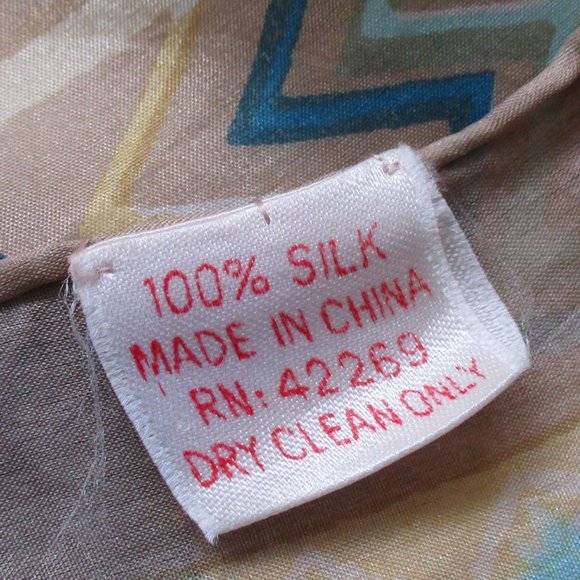 100% SILK
MADE IN CHINA
RN: 42269
DRY CLEAN ONLY